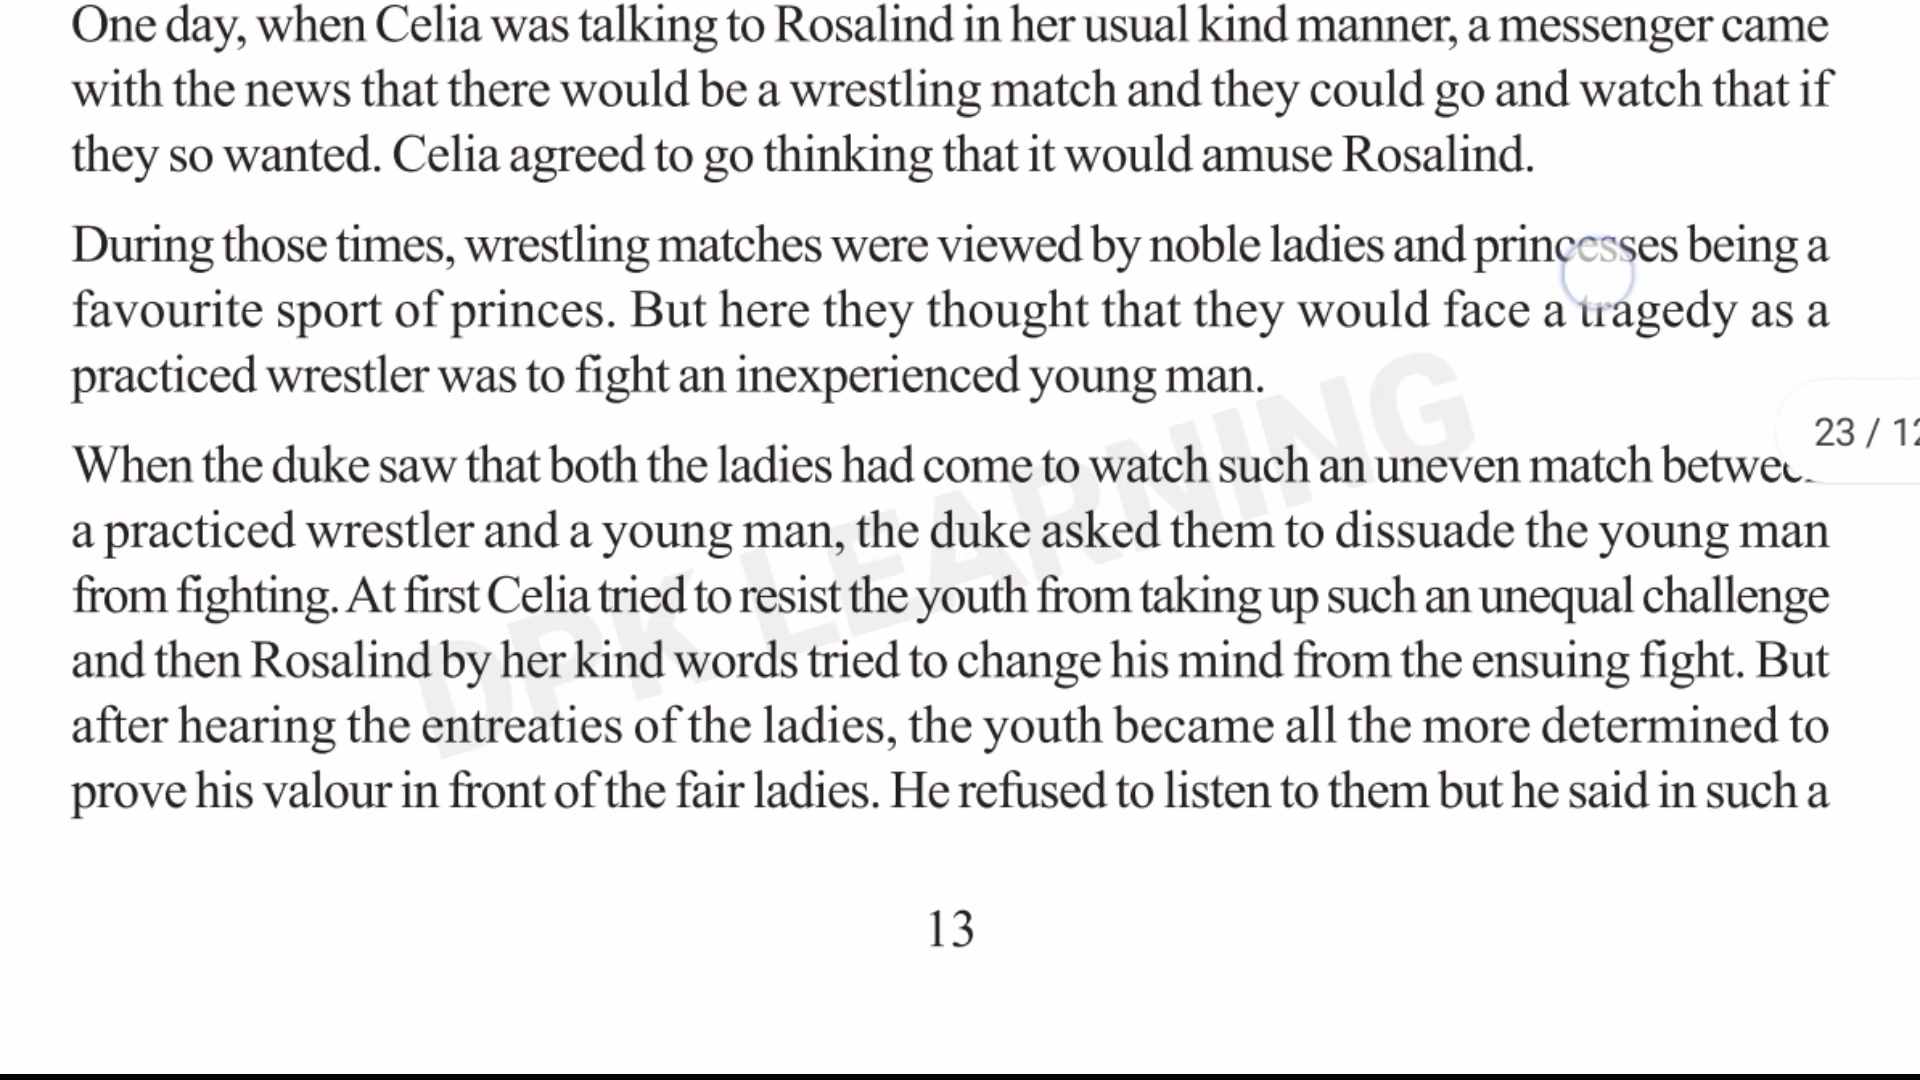 One day, when Celia was talking to Rosalind in her usual kind manner, a messenger came
with the news that there would be a wrestling match and they could go and watch that if
they so wanted. Celia agreed to go thinking that it would amuse Rosalind.
During those times, wrestling matches were viewed by noble ladies and princesses being a
favourite sport of princes. But here they thought that they would face a tragedy as a
practiced wrestler was to fight an inexperienced young man.
23 / 12
When the duke saw that both the ladies had come to watch such an uneven match
a practiced wrestler and a young man, the duke asked them to dissuade the young man
from fighting. At first Celia tried to resist the youth from taking up such an unequal challenge
and then Rosalind by her kind words tried to change his mind from the ensuing fight. But
after hearing the entreaties of the ladies, the youth became all the more determined to
prove his valour in front of the fair ladies. He refused to listen to them but he said in such a
DPK LEARNING
13